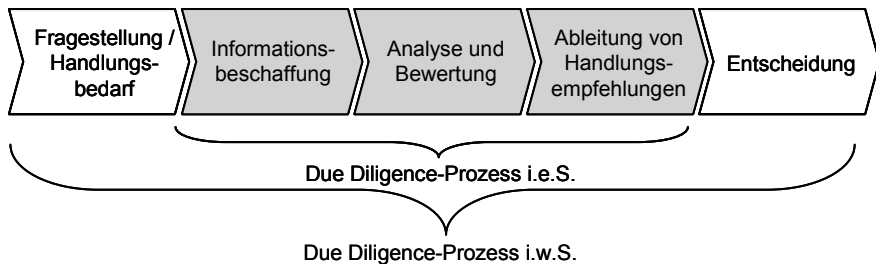 Fragestellung /
Handlungs-
bedarf
Informations-
beschaffung
Analyse und
Bewertung
Ableitung von
Handlungs-
empfehlungen
Entscheidung
Due Diligence-Prozess i.e.S.
Due Diligence-Prozess i.w.S.